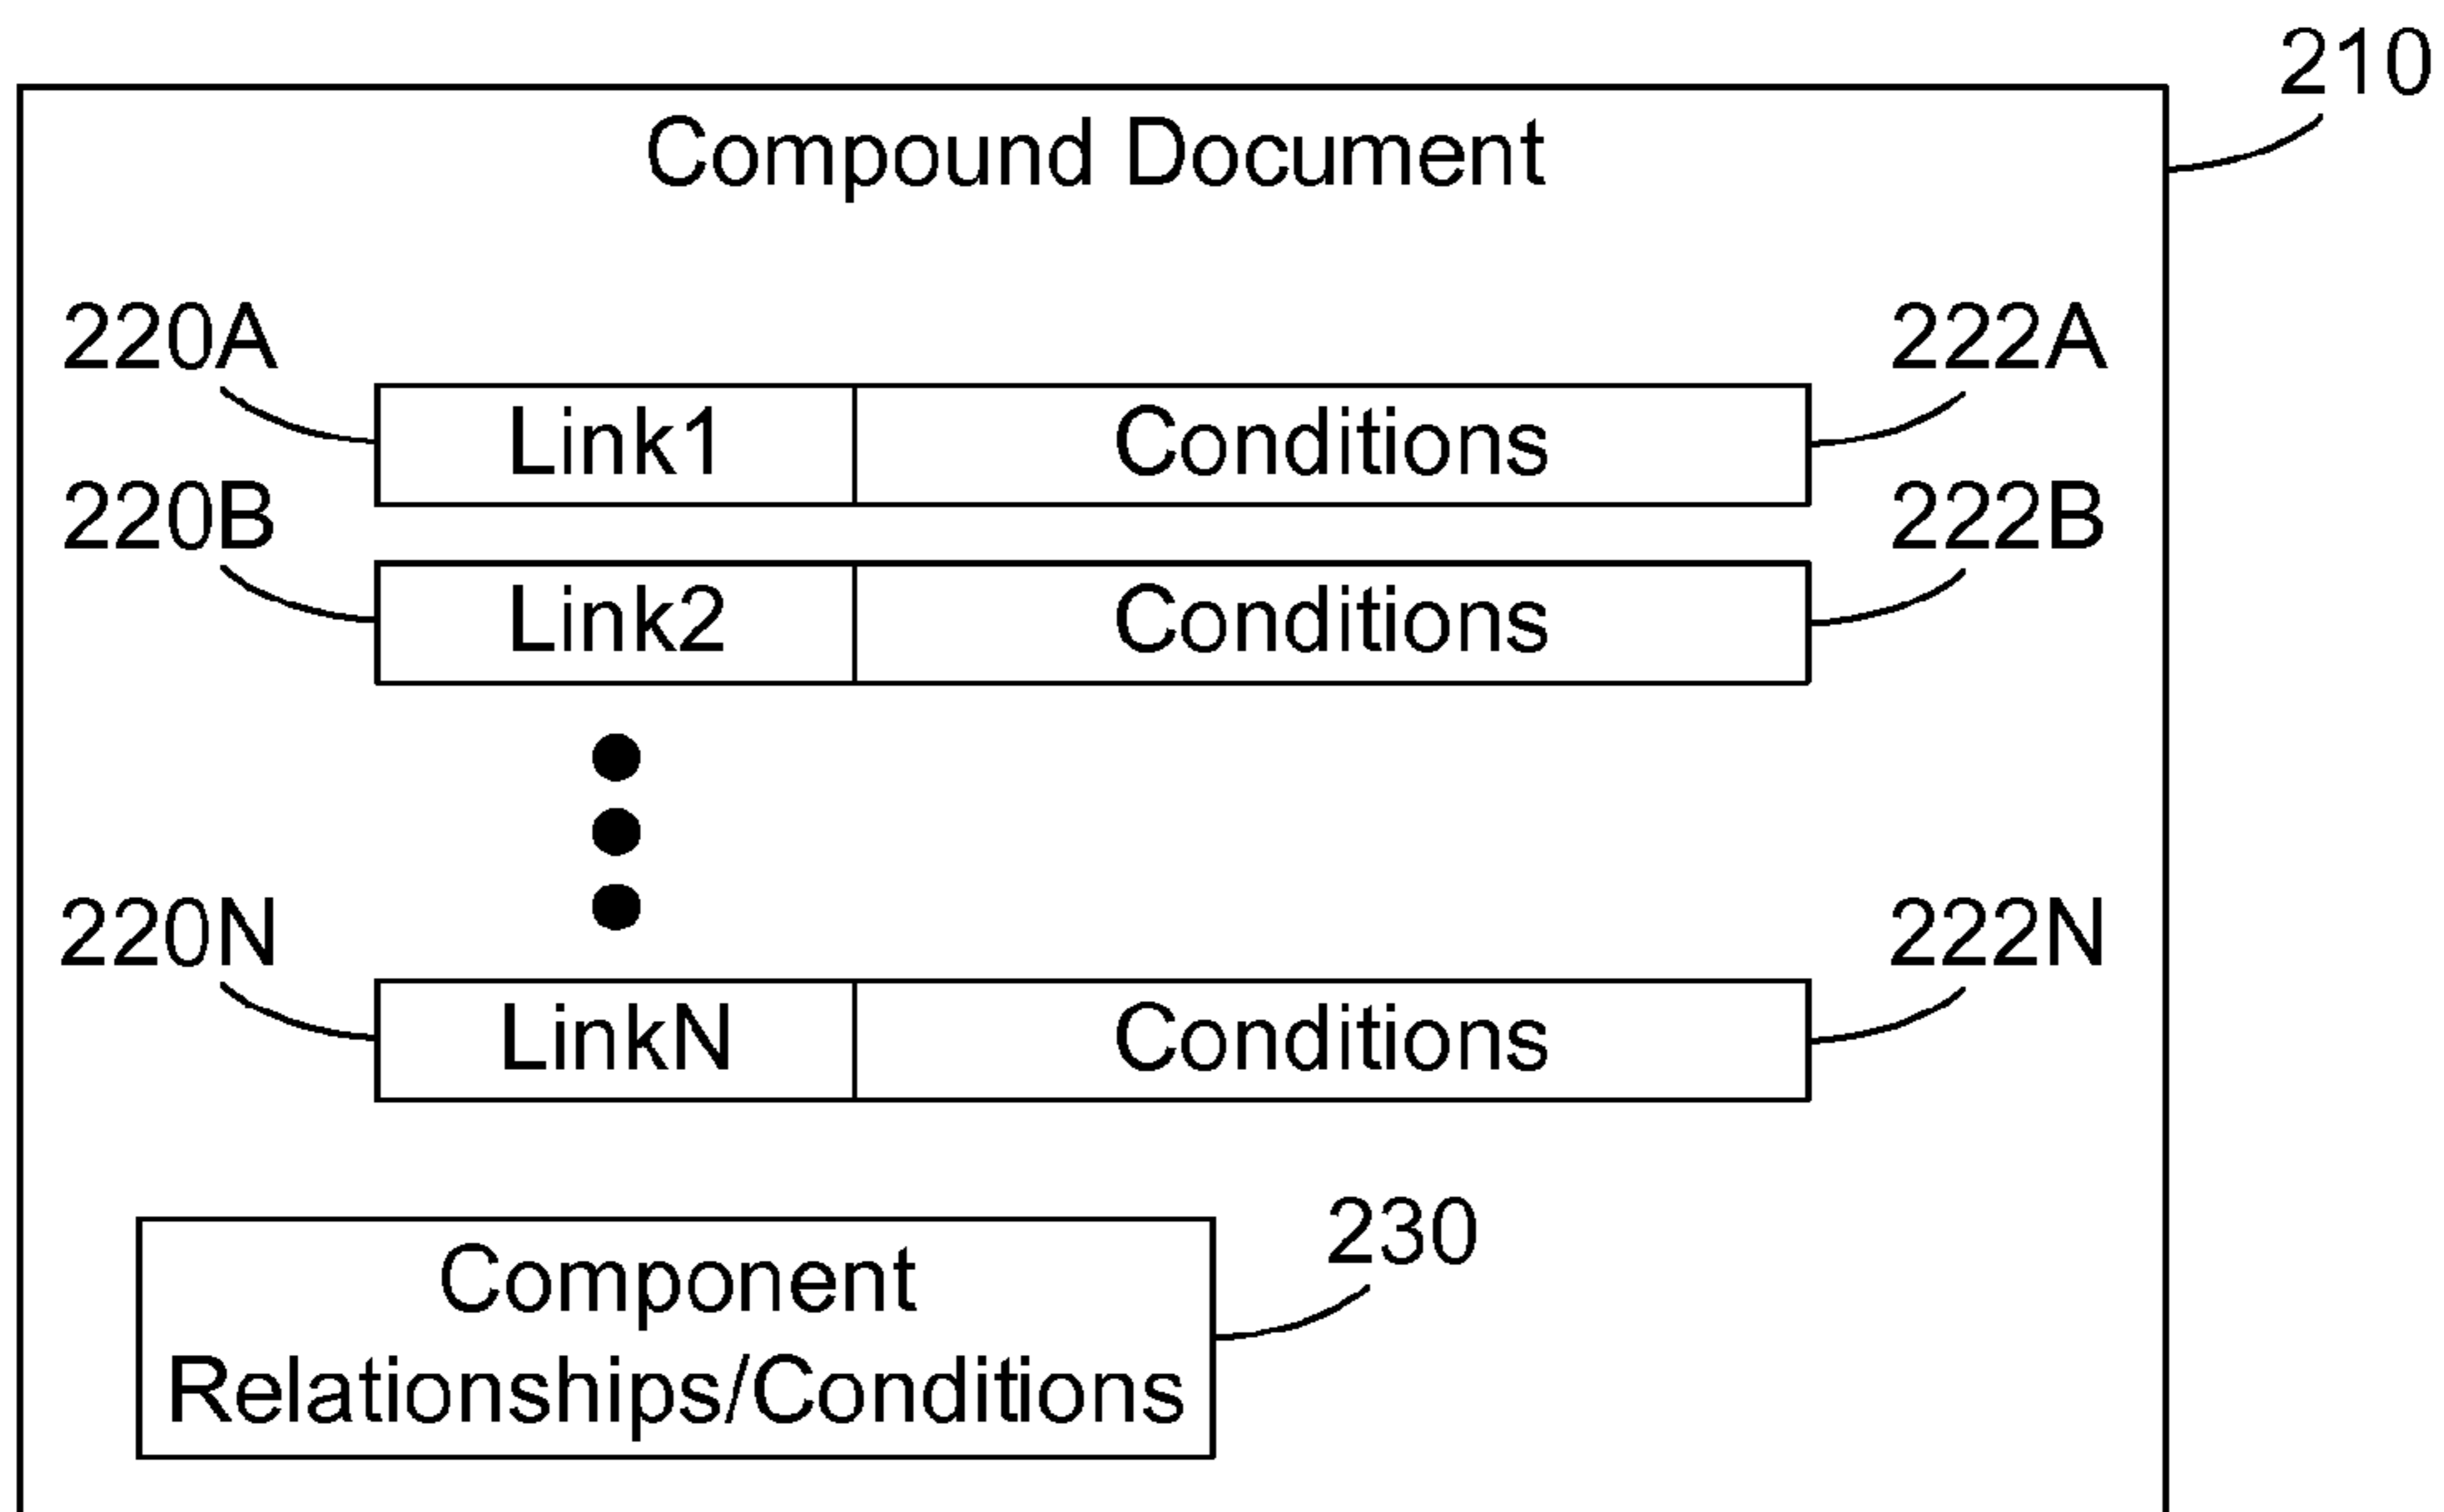 210
Compound Document
220A
222A
Link1 Conditions
220B
222B
Link2 Conditions
220N
222N
LinkN Conditions
230
Component
Relationships/Conditions